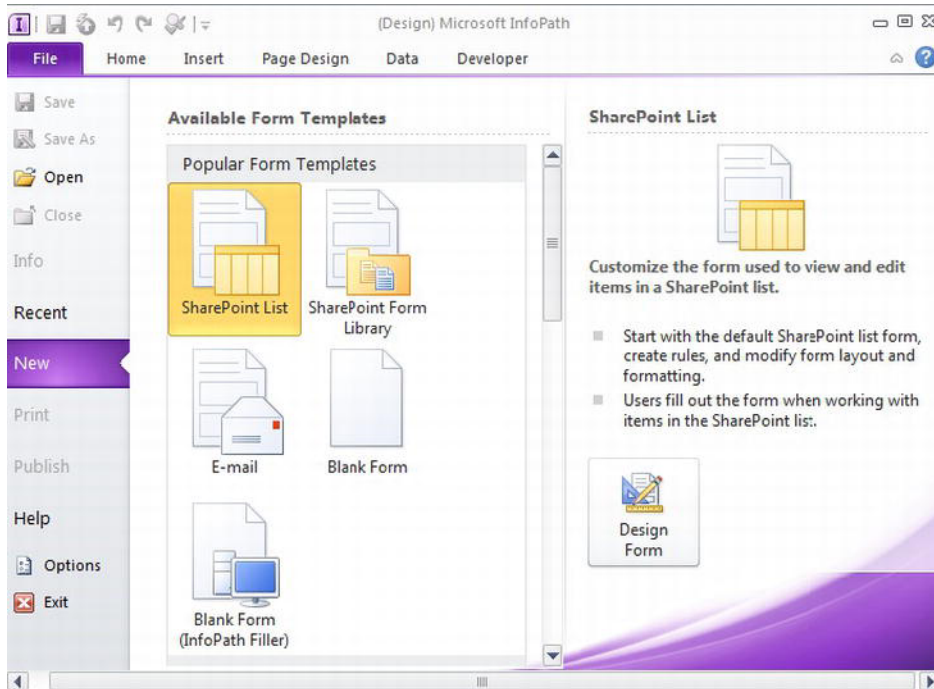 (Design) Microsoft InfoPath
File Home Insert Page Design Data Developer
Save
Save As
Open
Close
Info
Recent
New
Print
Publish
Help
Options
Exit
Available Form Templates
Popular Form Templates
SharePoint List
SharePoint Form
Library
E-mail
Blank Form
Blank Form
(InfoPath Filler)
SharePoint List
Customize the form used to view and edit
items in a SharePoint list.
Start with the default SharePoint list form,
create rules, and modify form layout and
formatting.
Users fill out the form when working with
items in the SharePoint list.
Design
Form